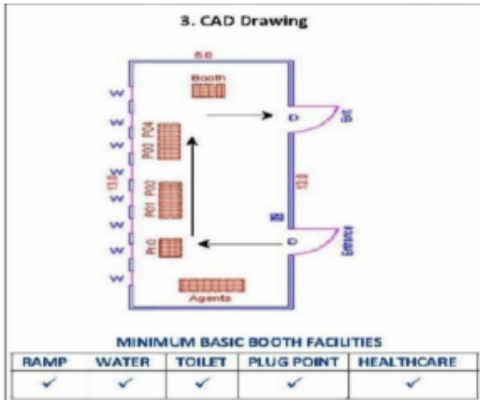 3. CAD Drawing
6.0
Booth
W
W
W
W
W
W
W
D
Exit
P03 P04
13.0
P01 P02
13.0
PrO
D
Entrance
Agents
MINIMUM BASIC BOOTH FACILITIES
RAMP WATER TOILET PLUG POINT HEALTHCARE
✓ ✓ ✓ ✓ ✓